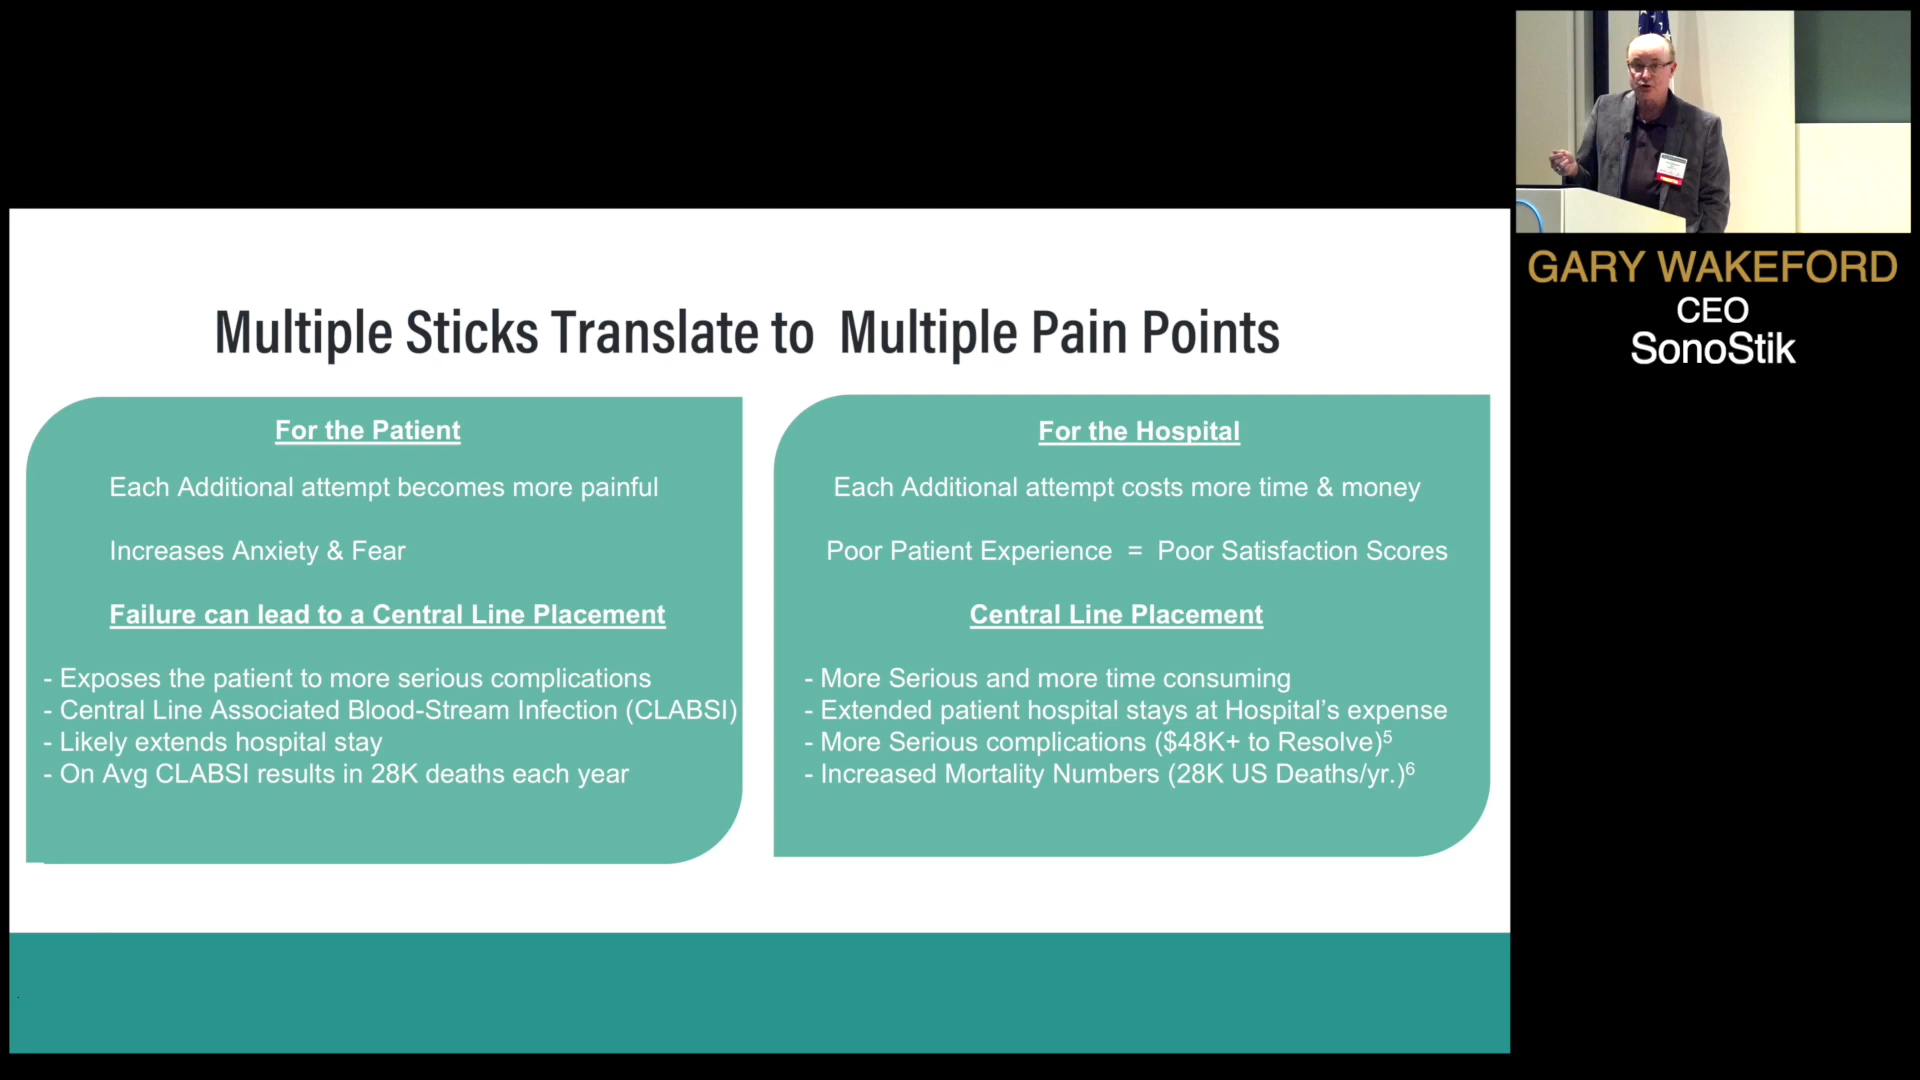 Multiple Sticks Translate to Multiple Pain Points
For the Patient
Each Additional attempt becomes more painful
Increases Anxiety & Fear
Failure can lead to a Central Line Placement
- Exposes the patient to more serious complications
- Central Line Associated Blood-Stream Infection (CLABSI)
- Likely extends hospital stay
- On Avg CLABSI results in 28K deaths each year
For the Hospital
Each Additional attempt costs more time & money
Poor Patient Experience = Poor Satisfaction Scores
Central Line Placement
- More Serious and more time consuming
- Extended patient hospital stays at Hospital's expense
- More Serious complications ($48K+ to Resolve)⁵
- Increased Mortality Numbers (28K US Deaths/yr.)⁶
GARY WAKEFORD
CEO
SonoStik